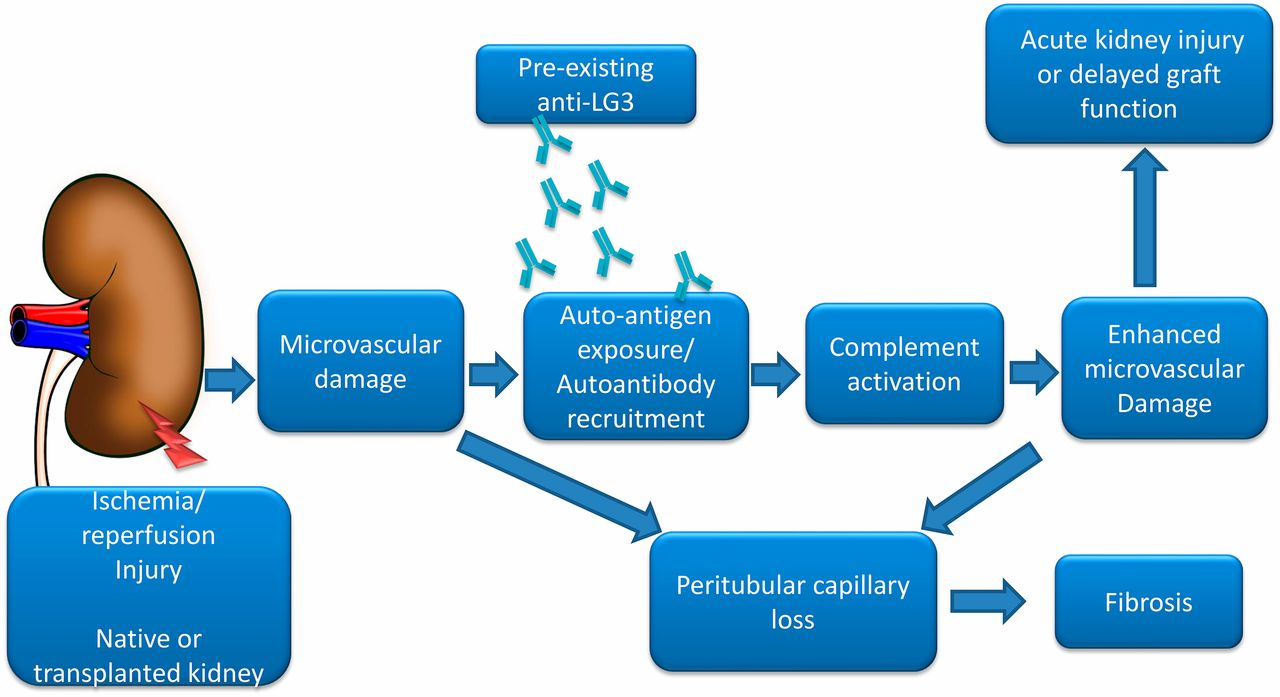 Pre-existing
anti-LG3
Acute kidney injury
or delayed graft
function
Microvascular
damage
Auto-antigen
exposure/
Autoantibody
recruitment
Complement
activation
Enhanced
microvascular
Damage
Ischemia/
reperfusion
Injury
Native or
transplanted kidney
Peritubular capillary
loss
Fibrosis